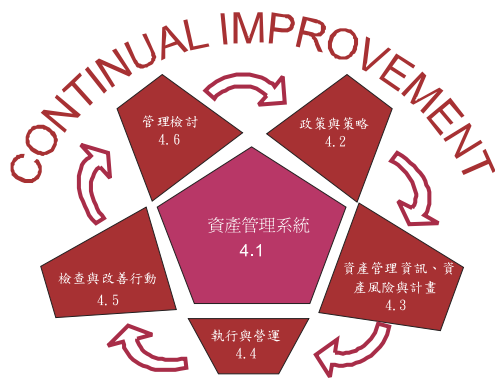 CONTINUAL IMPROVEMENT
管理檢討
4.6
政策與策略
4.2
資產管理系統
4.1
檢查與改善行動
4.5
資產管理資訊、資
產風險與計畫
4.3
執行與營運
4.4